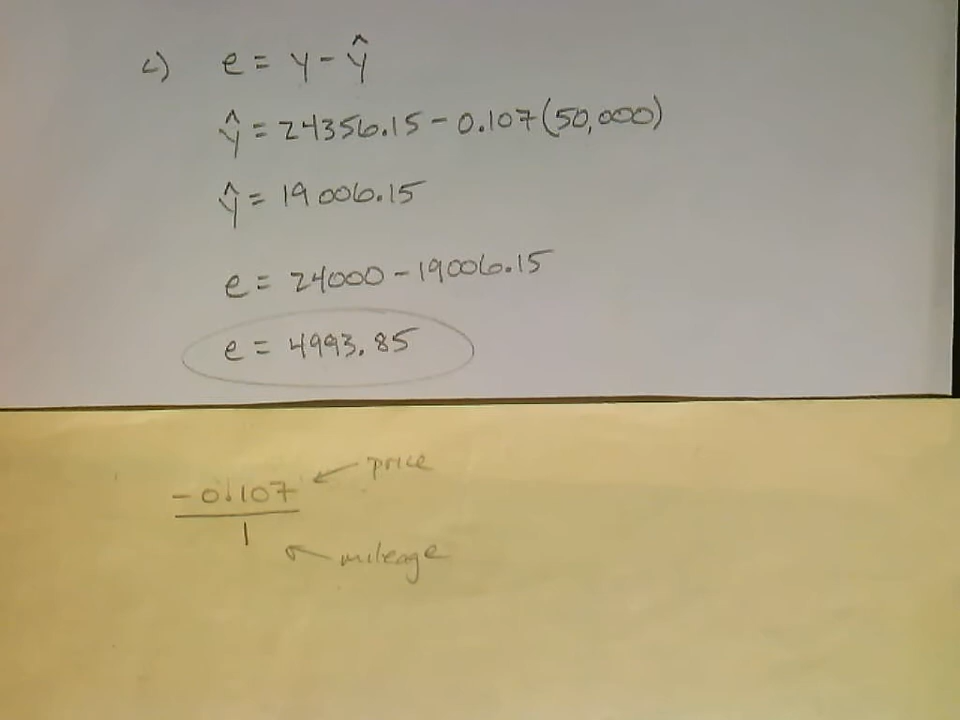 c) e = y - ŷ
ŷ = 24356.15 - 0.107(50,000)
ŷ = 19006.15
e = 24000 - 19006.15
e = 4993.85
-0.107 ← price
1
← mileage